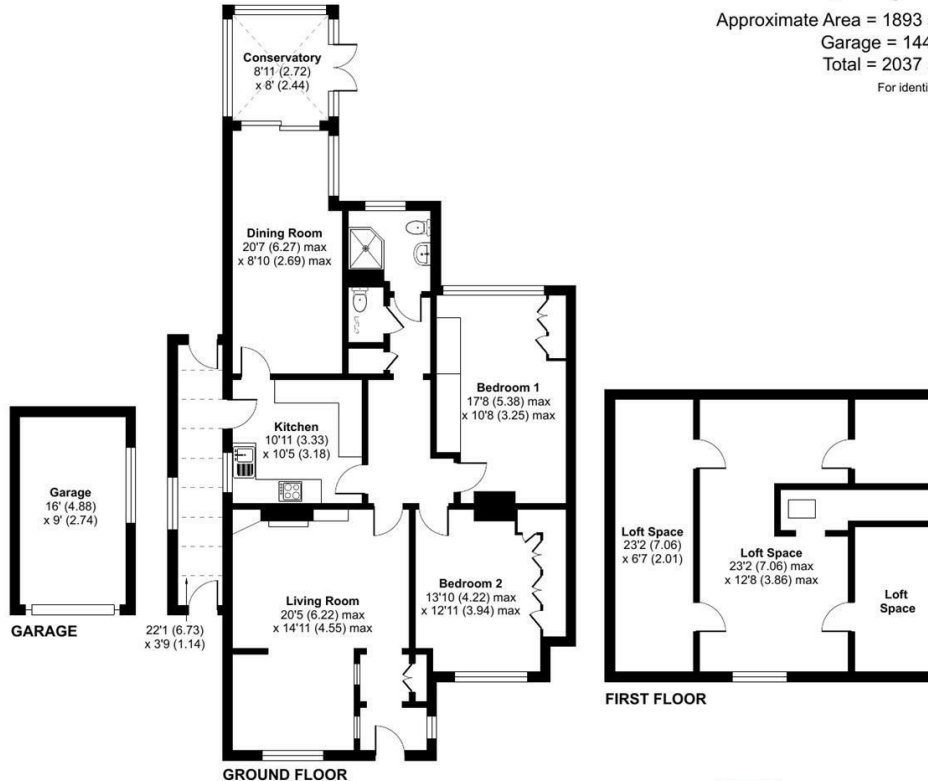 Approximate Area = 1893
Garage = 144
Total = 2037
For identi
Conservatory
8'11 (2.72)
x 8' (2.44)
Dining Room
20'7 (6.27) max
x 8'10 (2.69) max
Bedroom 1
17'8 (5.38) max
x 10'8 (3.25) max
Kitchen
10'11 (3.33)
x 10'5 (3.18)
Garage
16' (4.88)
x 9' (2.74)
GARAGE
22'1 (6.73)
x 3'9 (1.14)
Living Room
20'5 (6.22) max
x 14'11 (4.55) max
Bedroom 2
13'10 (4.22) max
x 12'11 (3.94) max
GROUND FLOOR
Loft Space
23'2 (7.06)
x 6'7 (2.01)
Loft Space
23'2 (7.06) max
x 12'8 (3.86) max
Loft
Space
FIRST FLOOR